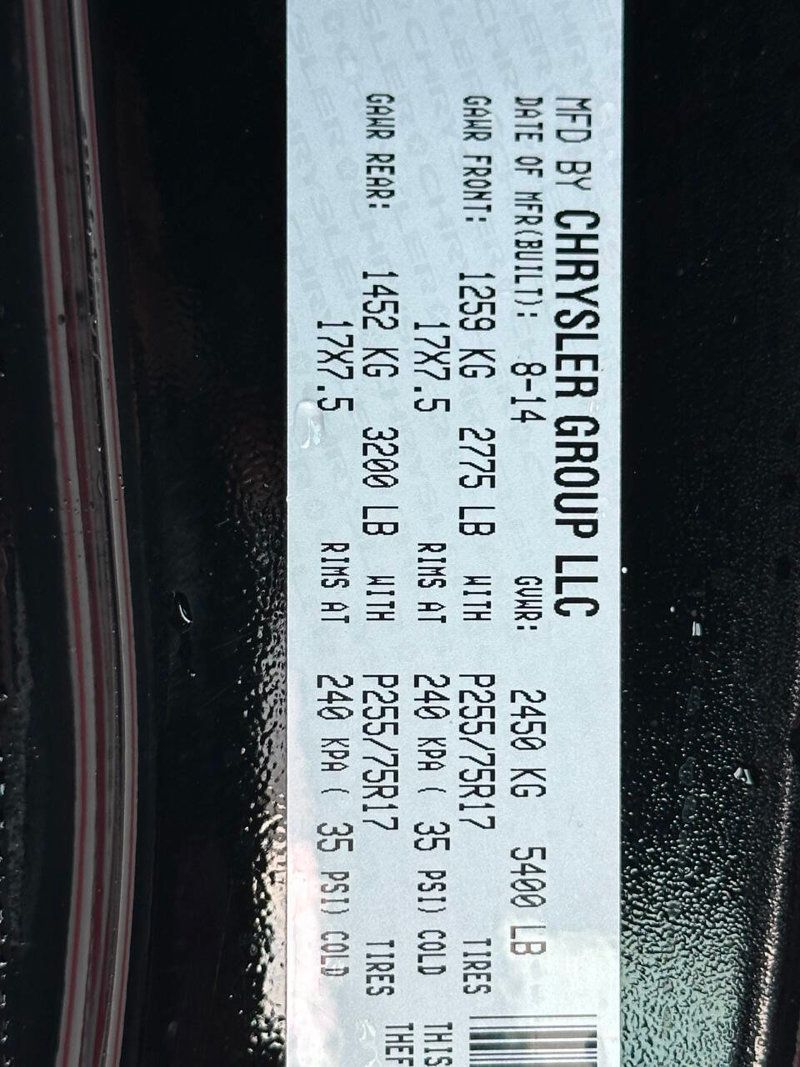 MFD BY CHRYSLER GROUP LLC
DATE OF MFR(BUILT): 8-14 GVWR: 2450 KG 5400 LB
GAWR FRONT: 1259 KG 2775 LB WITH P255/75R17 TIRES
17X7.5 RIMS AT 240 KPA ( 35 PSI) COLD
GAWR REAR: 1452 KG 3200 LB WITH P255/75R17 TIRES
17X7.5 RIMS AT 240 KPA ( 35 PSI) COLD
THIS
THEF